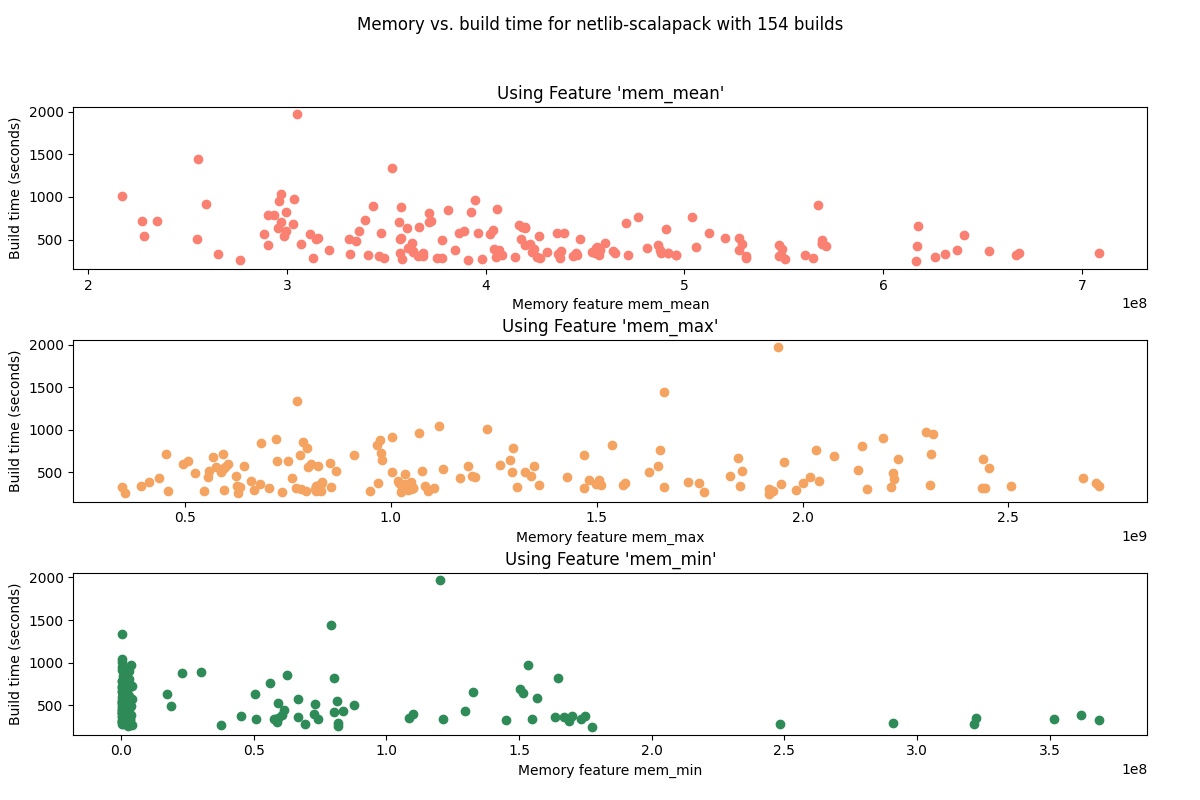 Memory vs. build time for netlib-scalapack with 154 builds
Using Feature 'mem_mean'
Build time (seconds)
2000
1500
1000
500
2 3 4 5 6 7
1e8
Memory feature mem_mean
Using Feature 'mem_max'
Build time (seconds)
2000
1500
1000
500
0.5 1.0 1.5 2.0 2.5
1e9
Memory feature mem_max
Using Feature 'mem_min'
Build time (seconds)
2000
1500
1000
500
0.0 0.5 1.0 1.5 2.0 2.5 3.0 3.5
1e8
Memory feature mem_min